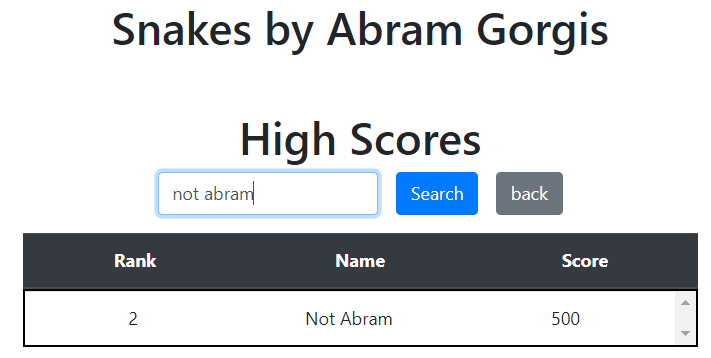 Snakes by Abram Gorgis
High Scores
not abram Search back
Rank Name Score
2 Not Abram 500